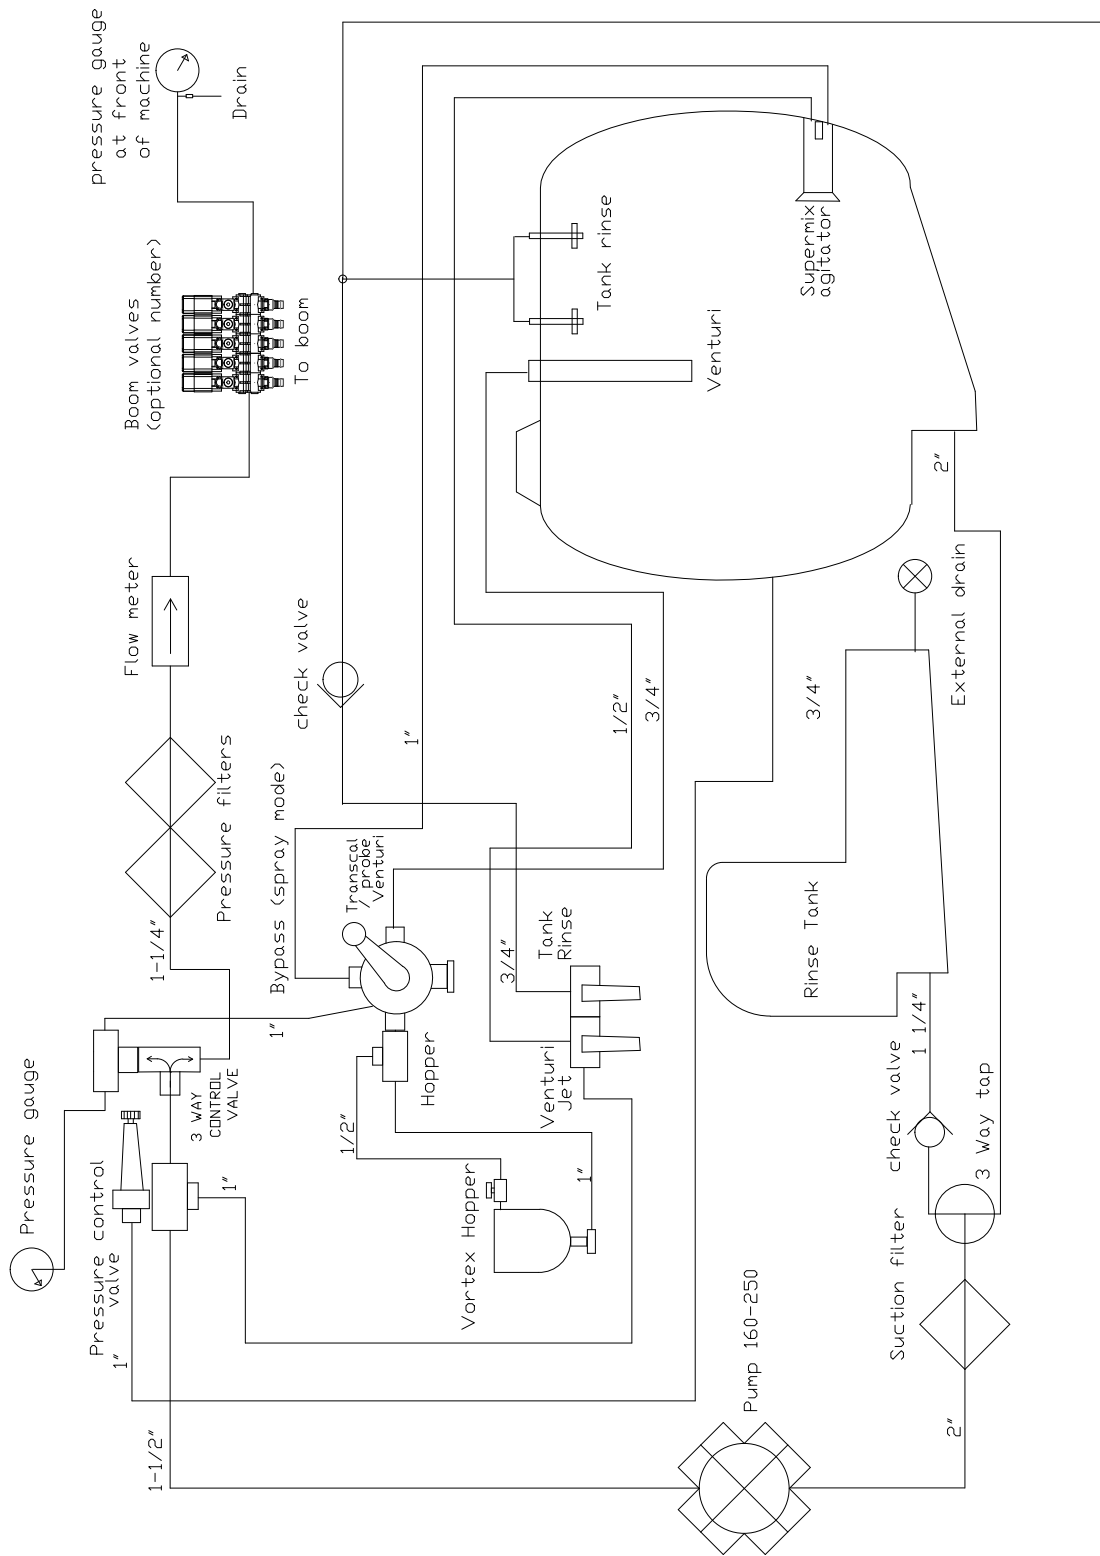 pressure gauge
at front
of machine
Drain
Boom valves
(optional number)
To boom
Flow meter
Pressure filters
1-1/4"
Pressure gauge
3 WAY
CONTROL
VALVE
Pressure control
valve
1"
1"
1-1/2"
Bypass (spray mode)
1"
Transcal
/ probe
Venturi
check valve
1"
Hopper
1/2"
Vortex Hopper
1"
3/4"
Tank
Rinse
Venturi
Jet
1/2"
3/4"
Tank rinse
Venturi
Supermix
agitator
3/4"
2"
External drain
Rinse Tank
1 1/4"
check valve
3 Way tap
Suction filter
2"
Pump 160-250